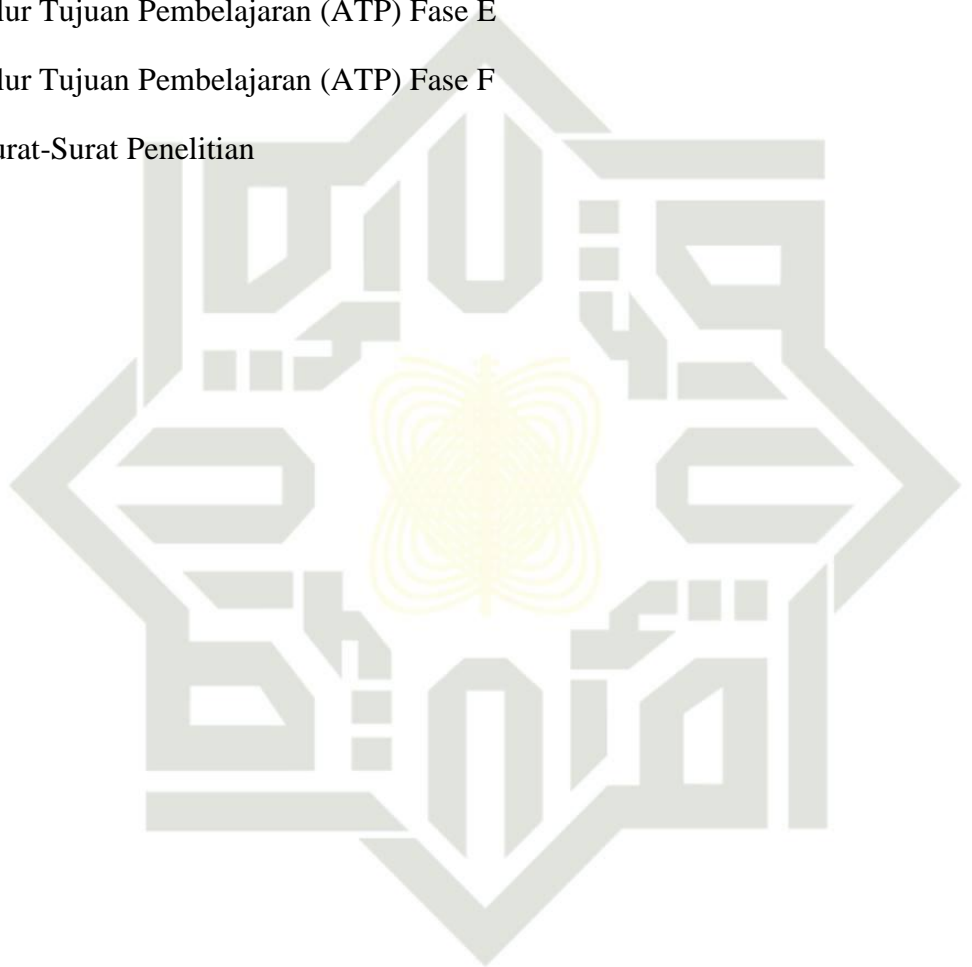 lur Tujuan Pembelajaran (ATP) Fase E
lur Tujuan Pembelajaran (ATP) Fase F
urat-Surat Penelitian